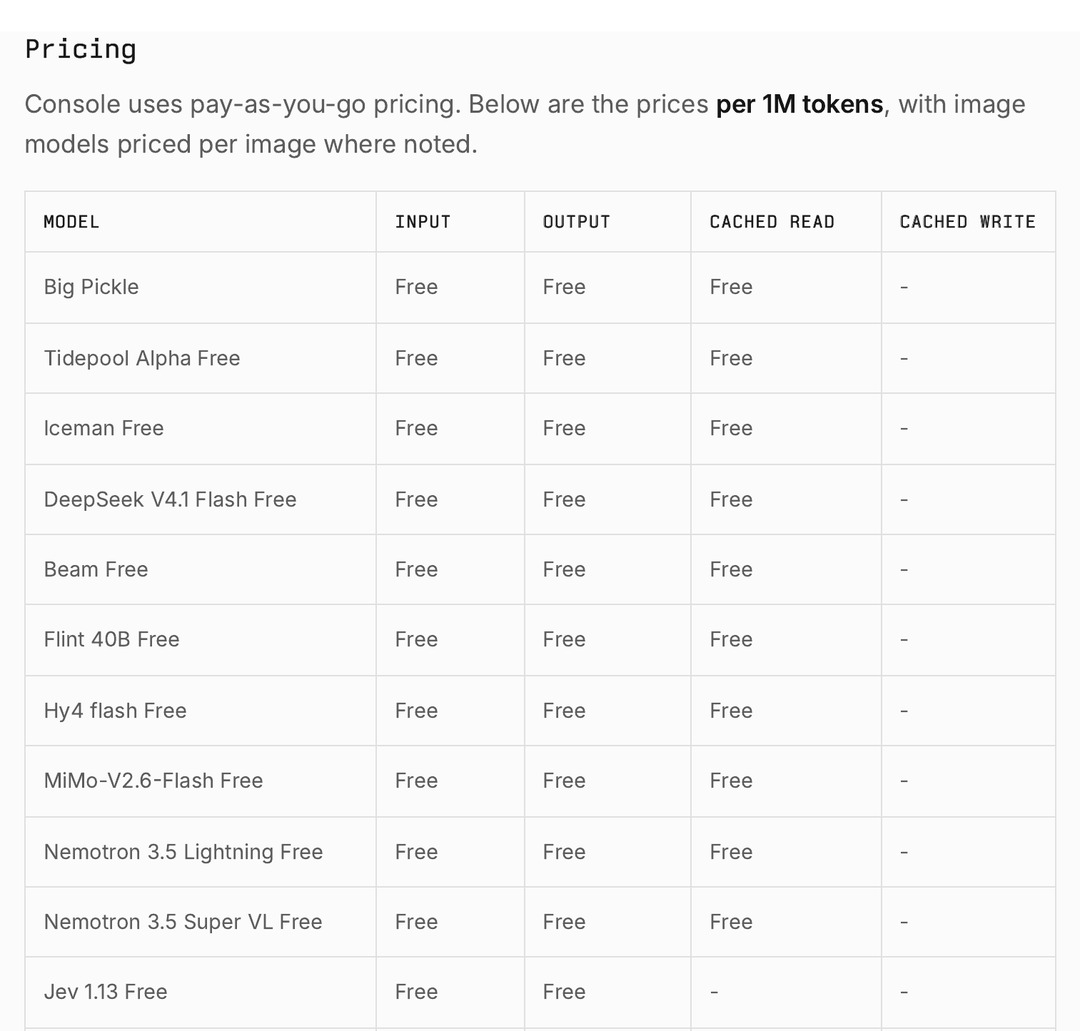 Pricing
Console uses pay-as-you-go pricing. Below are the prices per 1M tokens, with image
models priced per image where noted.
MODEL INPUT OUTPUT CACHED READ CACHED WRITE
Big Pickle Free Free Free -
Tidepool Alpha Free Free Free Free -
Iceman Free Free Free Free -
DeepSeek V4.1 Flash Free Free Free Free -
Beam Free Free Free Free -
Flint 40B Free Free Free Free -
Hy4 flash Free Free Free Free -
MiMo-V2.6-Flash Free Free Free Free -
Nemotron 3.5 Lightning Free Free Free Free -
Nemotron 3.5 Super VL Free Free Free Free -
Jev 1.13 Free Free Free - -